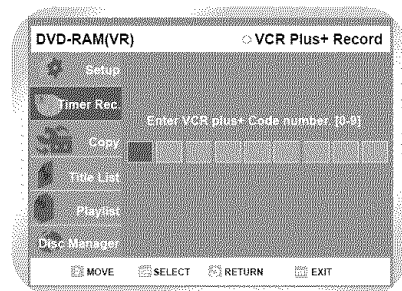 DVD-RAM(VR) VCR Plus+ Record
Setup
Timer Rec.
Enter VCR plus+ Code number. [0-9]
Copy
Title List
Playlist
Disc Manager
MOVE SELECT RETURN EXIT